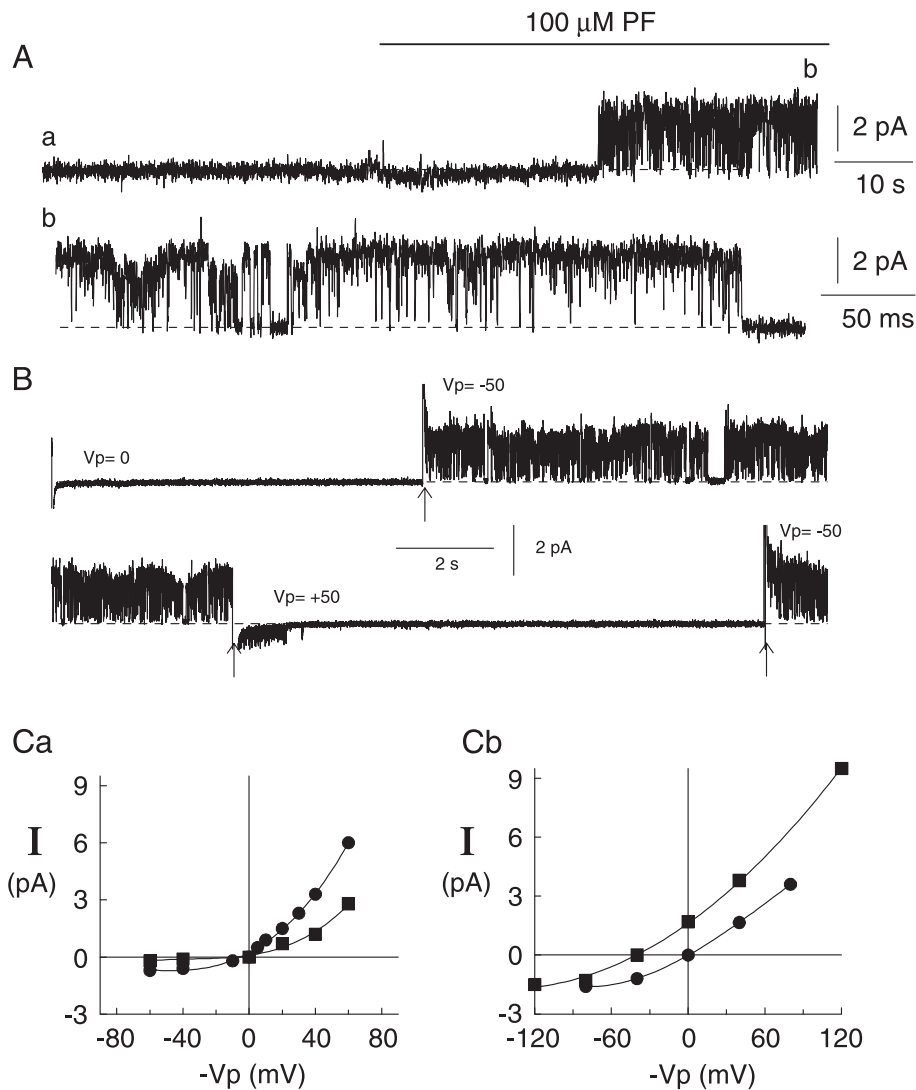 100 μM PF
A
b
a
2 pA
10 s
b
2 pA
50 ms
B
Vp= -50
Vp= 0
Vp= -50
2 s
2 pA
Vp= +50
Ca
Cb
9
6
3
0
-3
I
(pA)
-80
-40
0
40
80
-Vp (mV)
9
6
3
0
-3
I
(pA)
-120
-60
0
60
120
-Vp (mV)